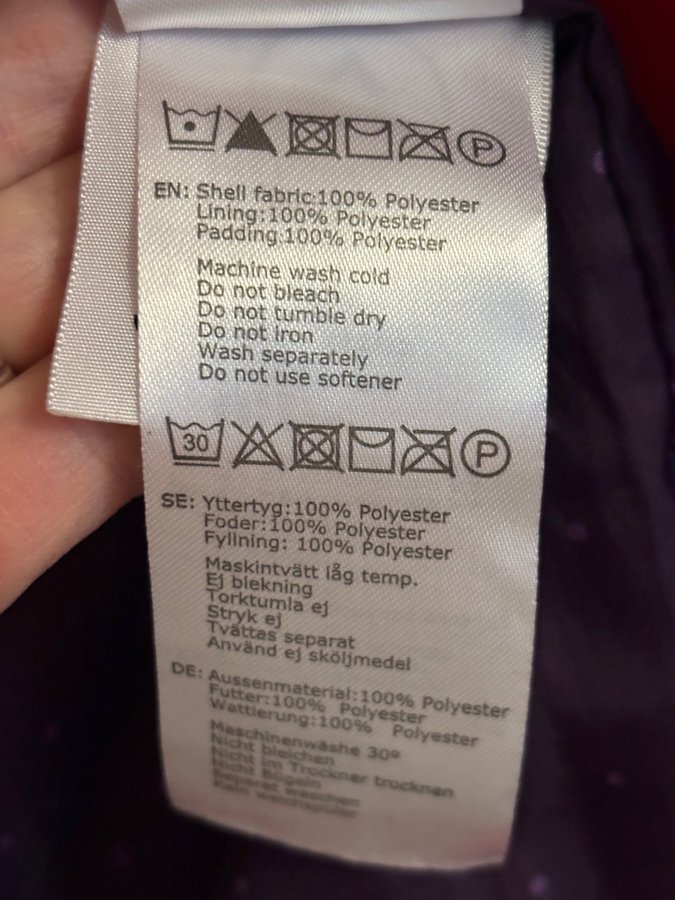 P
EN: Shell fabric:100% Polyester
Lining:100% Polyester
Padding:100% Polyester
Machine wash cold
Do not bleach
Do not tumble dry
Do not iron
Wash separately
Do not use softener
30 P
SE: Yttertyg:100% Polyester
Foder:100% Polyester
Fyllning: 100% Polyester
Maskintvätt låg temp.
Ej blekning
Torktumla ej
Stryk ej
Tvättas separat
Använd ej sköljmedel
DE: Aussenmaterial:100% Polyester
Futter:100% Polyester
Wattierung:100% Polyester
Maschinenwäshe 30º
Nicht bleichen
Nicht im Trockner trocknen
Nicht Bügeln
Separat waschen
Kein weichspüler